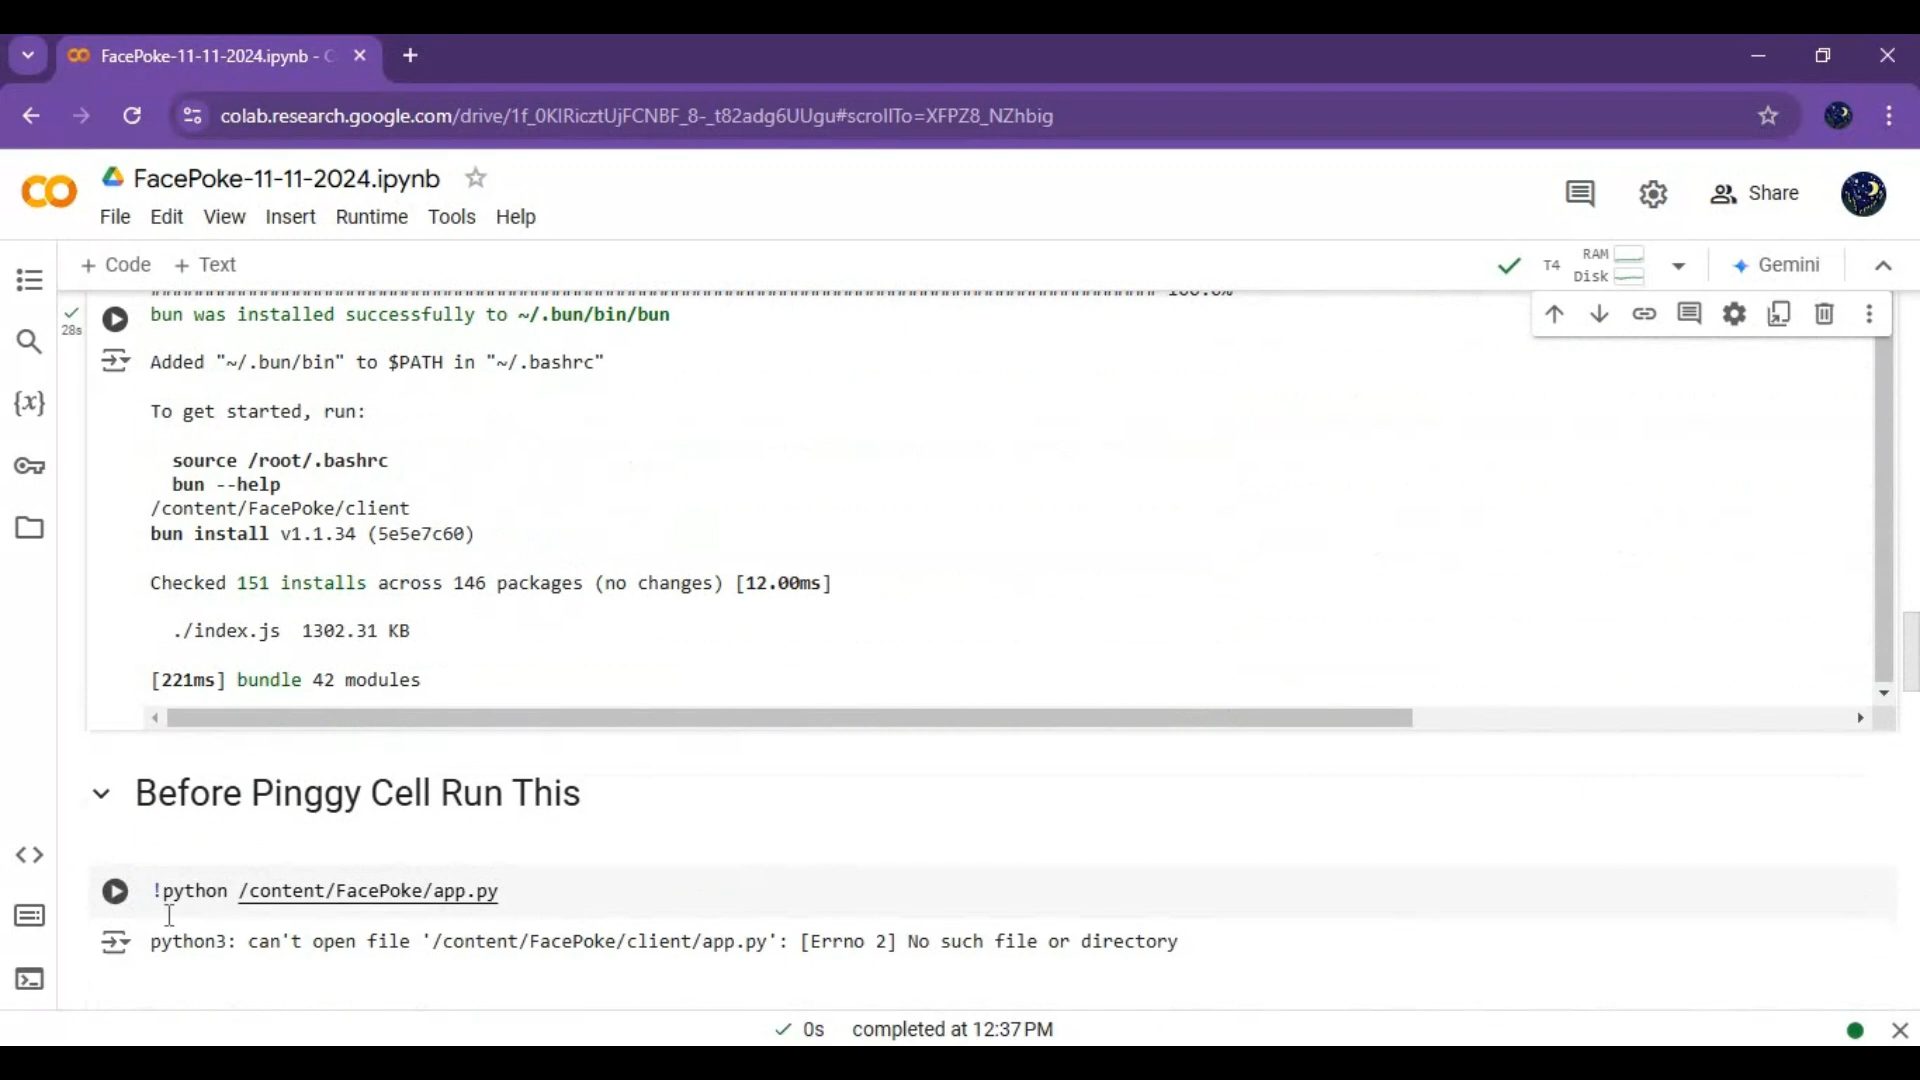 FacePoke-11-11-2024.ipynb - C
colab.research.google.com/drive/1f_0KlRicztUjFCNBF_8-_t82adg6UUgu#scrollTo=XFPZ8_NZhbig
FacePoke-11-11-2024.ipynb
Share
File Edit View Insert Runtime Tools Help
+ Code + Text
T4 RAM Disk
Gemini
28s
bun was installed successfully to ~/.bun/bin/bun
Added "~/.bun/bin" to $PATH in "~/.bashrc"
To get started, run:
source /root/.bashrc
bun --help
/content/FacePoke/client
bun install v1.1.34 (5e5e7c60)
Checked 151 installs across 146 packages (no changes) [12.00ms]
./index.js 1302.31 KB
[221ms] bundle 42 modules
Before Pinggy Cell Run This
!python /content/FacePoke/app.py
python3: can't open file '/content/FacePoke/client/app.py': [Errno 2] No such file or directory
0s completed at 12:37 PM